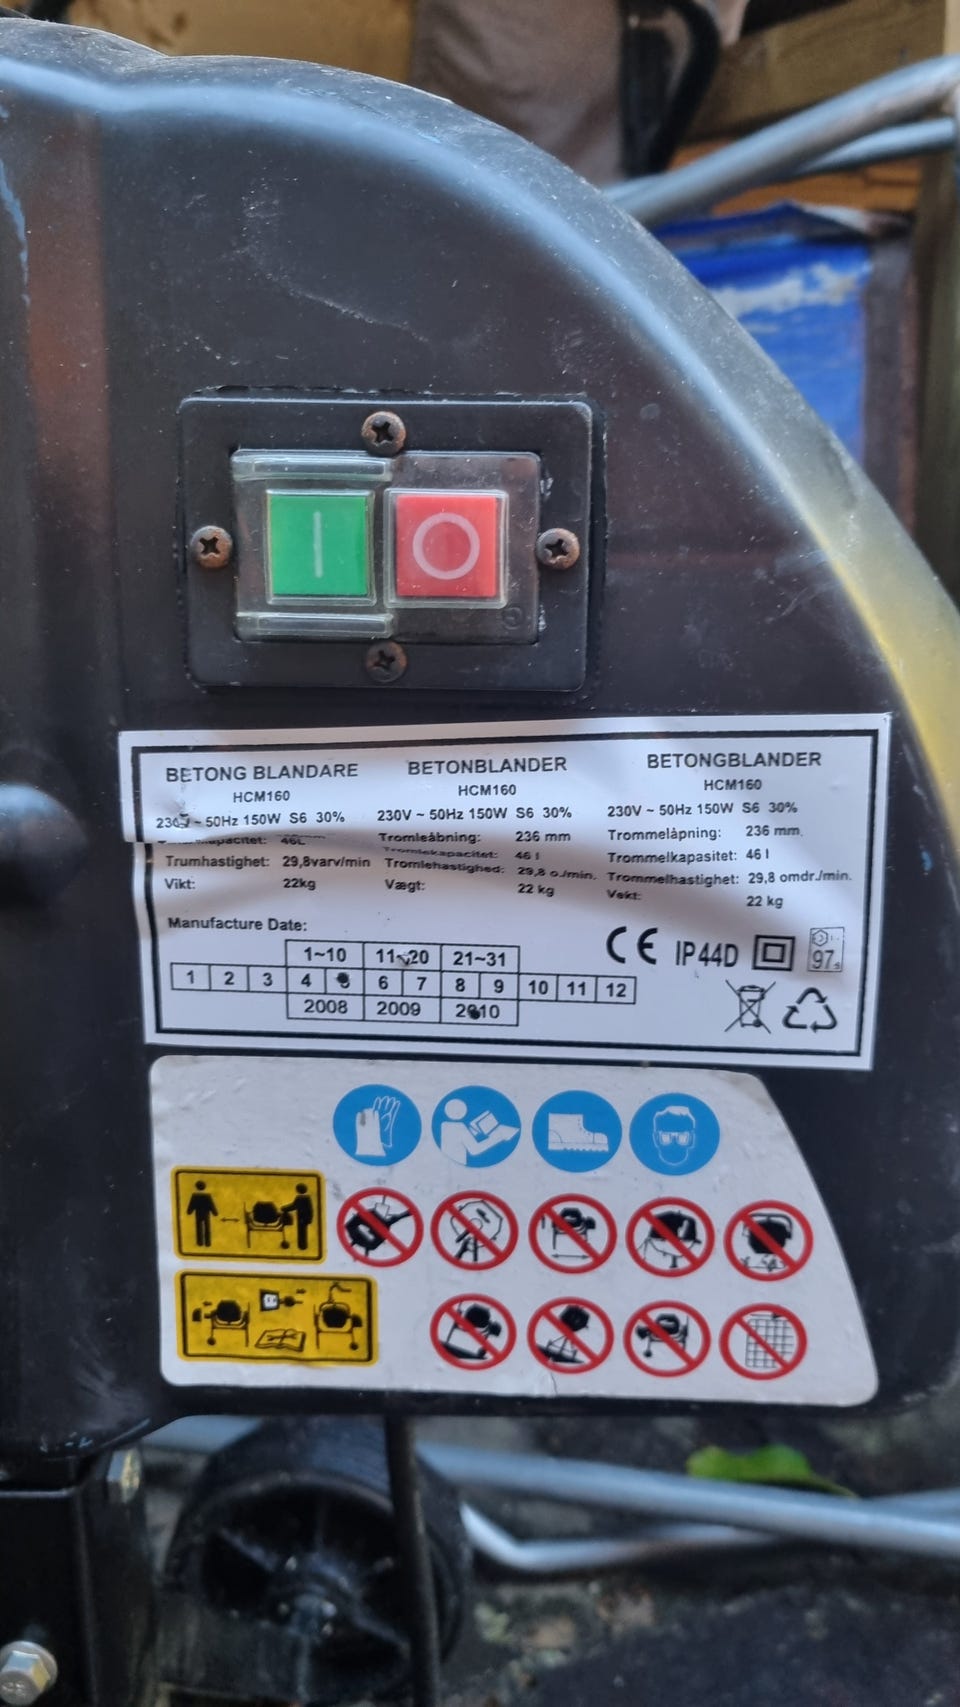 BETONG BLANDARE
HCM160
230V ~ 50Hz 150W S6 30%
46L
Trumhastighet: 29,8varv/min
Vikt: 22kg
BETONBLANDER
HCM160
230V ~ 50Hz 150W S6 30%
Tromleåbning: 236 mm
Tromlekapacitet: 46 l
Tromlehastighed: 29,8 o./min.
Vægt: 22 kg
BETONGBLANDER
HCM160
230V ~ 50Hz 150W S6 30%
Trommelåpning: 236 mm
Trommelkapasitet: 46 l
Trommelhastighet: 29,8 omdr./min.
Vekt: 22 kg
Manufacture Date:
1~10 11~20 21~31
1 2 3 4 5 6 7 8 9 10 11 12
2008 2009 2010
CE IP44D
97